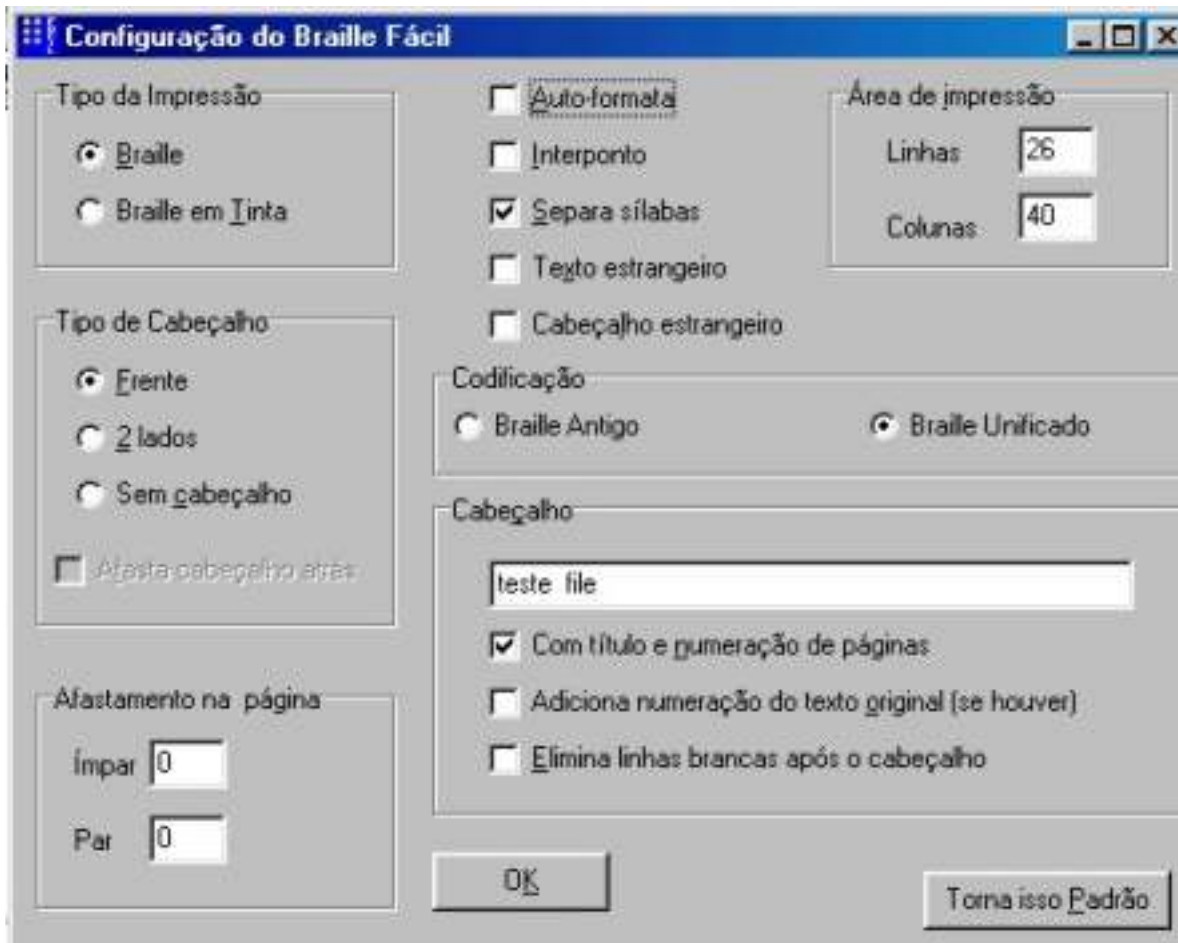 Configuração do Braille Fácil
Tipo da Impressão
Braille
Braille em Tinta
Auto-formata
Interponto
Separa sílabas
Texto estrangeiro
Cabeçalho estrangeiro
Área de impressão
Linhas 26
Colunas 40
Tipo de Cabeçalho
Frente
2 lados
Sem cabeçalho
Afasta cabeçalho atrás
Codificação
Braille Antigo
Braille Unificado
Cabeçalho
teste file
Com título e numeração de páginas
Adiciona numeração do texto original (se houver)
Elimina linhas brancas após o cabeçalho
Afastamento na página
Ímpar 0
Par 0
OK
Torna isso Padrão